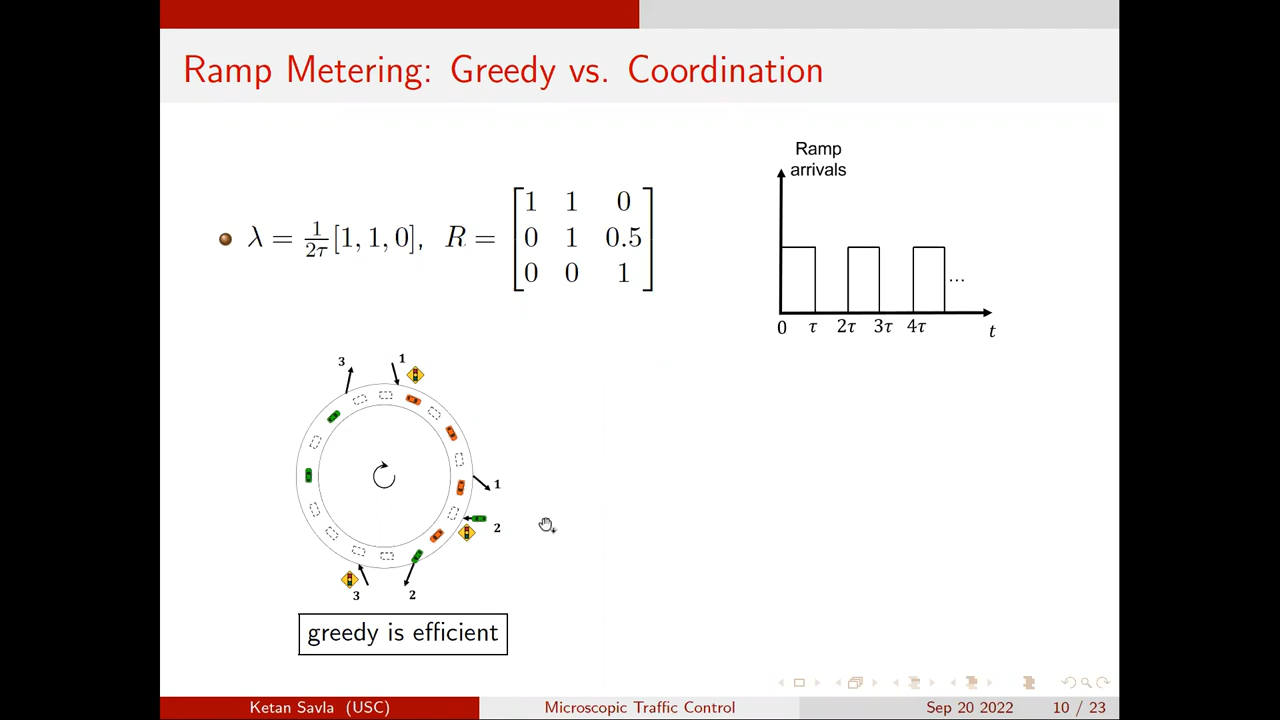 Ramp Metering: Greedy vs. Coordination
Ramp
arrivals
λ = 1/2τ [1, 1, 0], R = [1 1 0
0 1 0.5
0 0 1]
...
0 τ 2τ 3τ 4τ t
3 1
1
2
3 2
greedy is efficient
Ketan Savla (USC) Microscopic Traffic Control Sep 20 2022 10 / 23